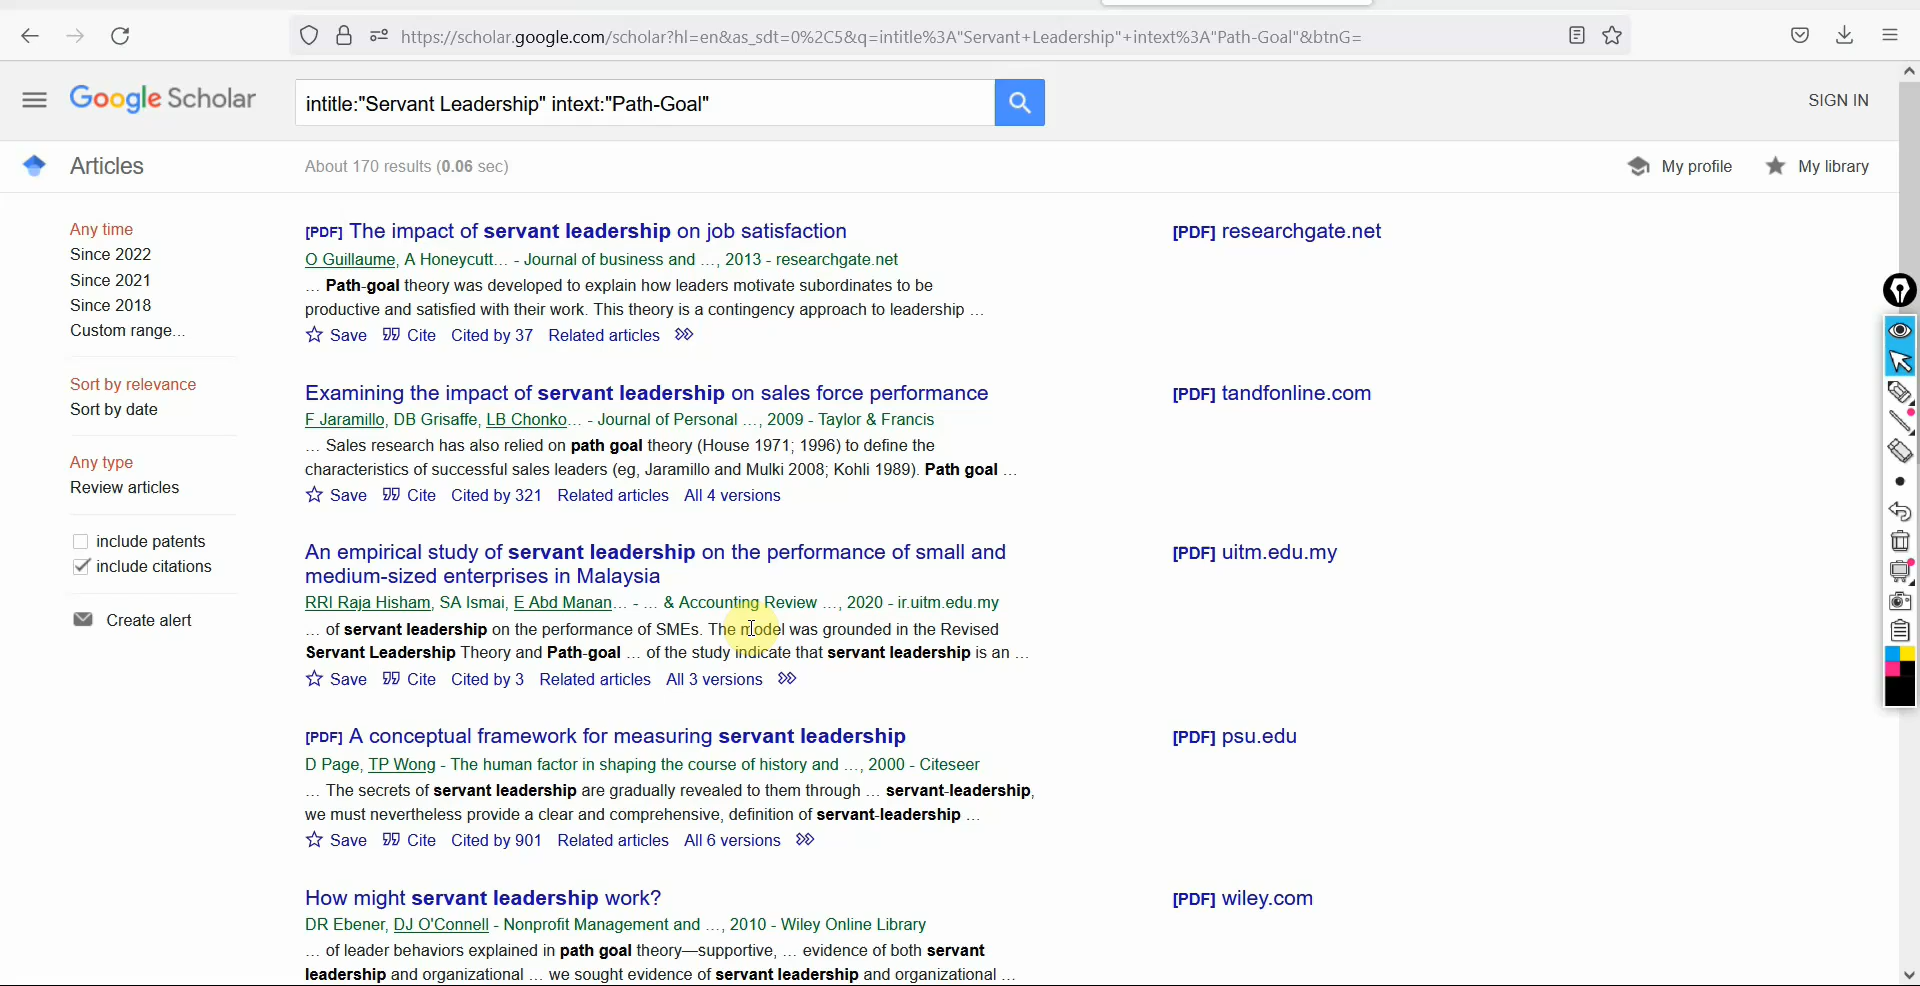 https://scholar.google.com/scholar?hl=en&as_sdt=0%2C5&q=intitle%3A"Servant+Leadership"+intext%3A"Path-Goal"&btnG=
Google Scholar
intitle:"Servant Leadership" intext:"Path-Goal"
SIGN IN
Articles
About 170 results (0.06 sec)
My profile
My library
Any time
Since 2022
Since 2021
Since 2018
Custom range...
Sort by relevance
Sort by date
Any type
Review articles
include patents
include citations
Create alert
[PDF] The impact of servant leadership on job satisfaction
O Guillaume, A Honeycutt… - Journal of business and …, 2013 - researchgate.net
… Path-goal theory was developed to explain how leaders motivate subordinates to be
productive and satisfied with their work. This theory is a contingency approach to leadership …
Save Cite Cited by 37 Related articles
[PDF] researchgate.net
Examining the impact of servant leadership on sales force performance
F Jaramillo, DB Grisaffe, LB Chonko… - Journal of Personal …, 2009 - Taylor & Francis
… Sales research has also relied on path goal theory (House 1971; 1996) to define the
characteristics of successful sales leaders (eg, Jaramillo and Mulki 2008; Kohli 1989). Path goal …
Save Cite Cited by 321 Related articles All 4 versions
[PDF] tandfonline.com
An empirical study of servant leadership on the performance of small and
medium-sized enterprises in Malaysia
RRI Raja Hisham, SA Ismai, E Abd Manan… - … & Accounting Review …, 2020 - ir.uitm.edu.my
… of servant leadership on the performance of SMEs. The model was grounded in the Revised
Servant Leadership Theory and Path-goal … of the study indicate that servant leadership is an …
Save Cite Cited by 3 Related articles All 3 versions
[PDF] uitm.edu.my
[PDF] A conceptual framework for measuring servant leadership
D Page, TP Wong - The human factor in shaping the course of history and …, 2000 - Citeseer
… The secrets of servant leadership are gradually revealed to them through … servant-leadership,
we must nevertheless provide a clear and comprehensive, definition of servant-leadership …
Save Cite Cited by 901 Related articles All 6 versions
[PDF] psu.edu
How might servant leadership work?
DR Ebener, DJ O'Connell - Nonprofit Management and …, 2010 - Wiley Online Library
… of leader behaviors explained in path goal theory—supportive, … evidence of both servant
leadership and organizational … we sought evidence of servant leadership and organizational …
[PDF] wiley.com